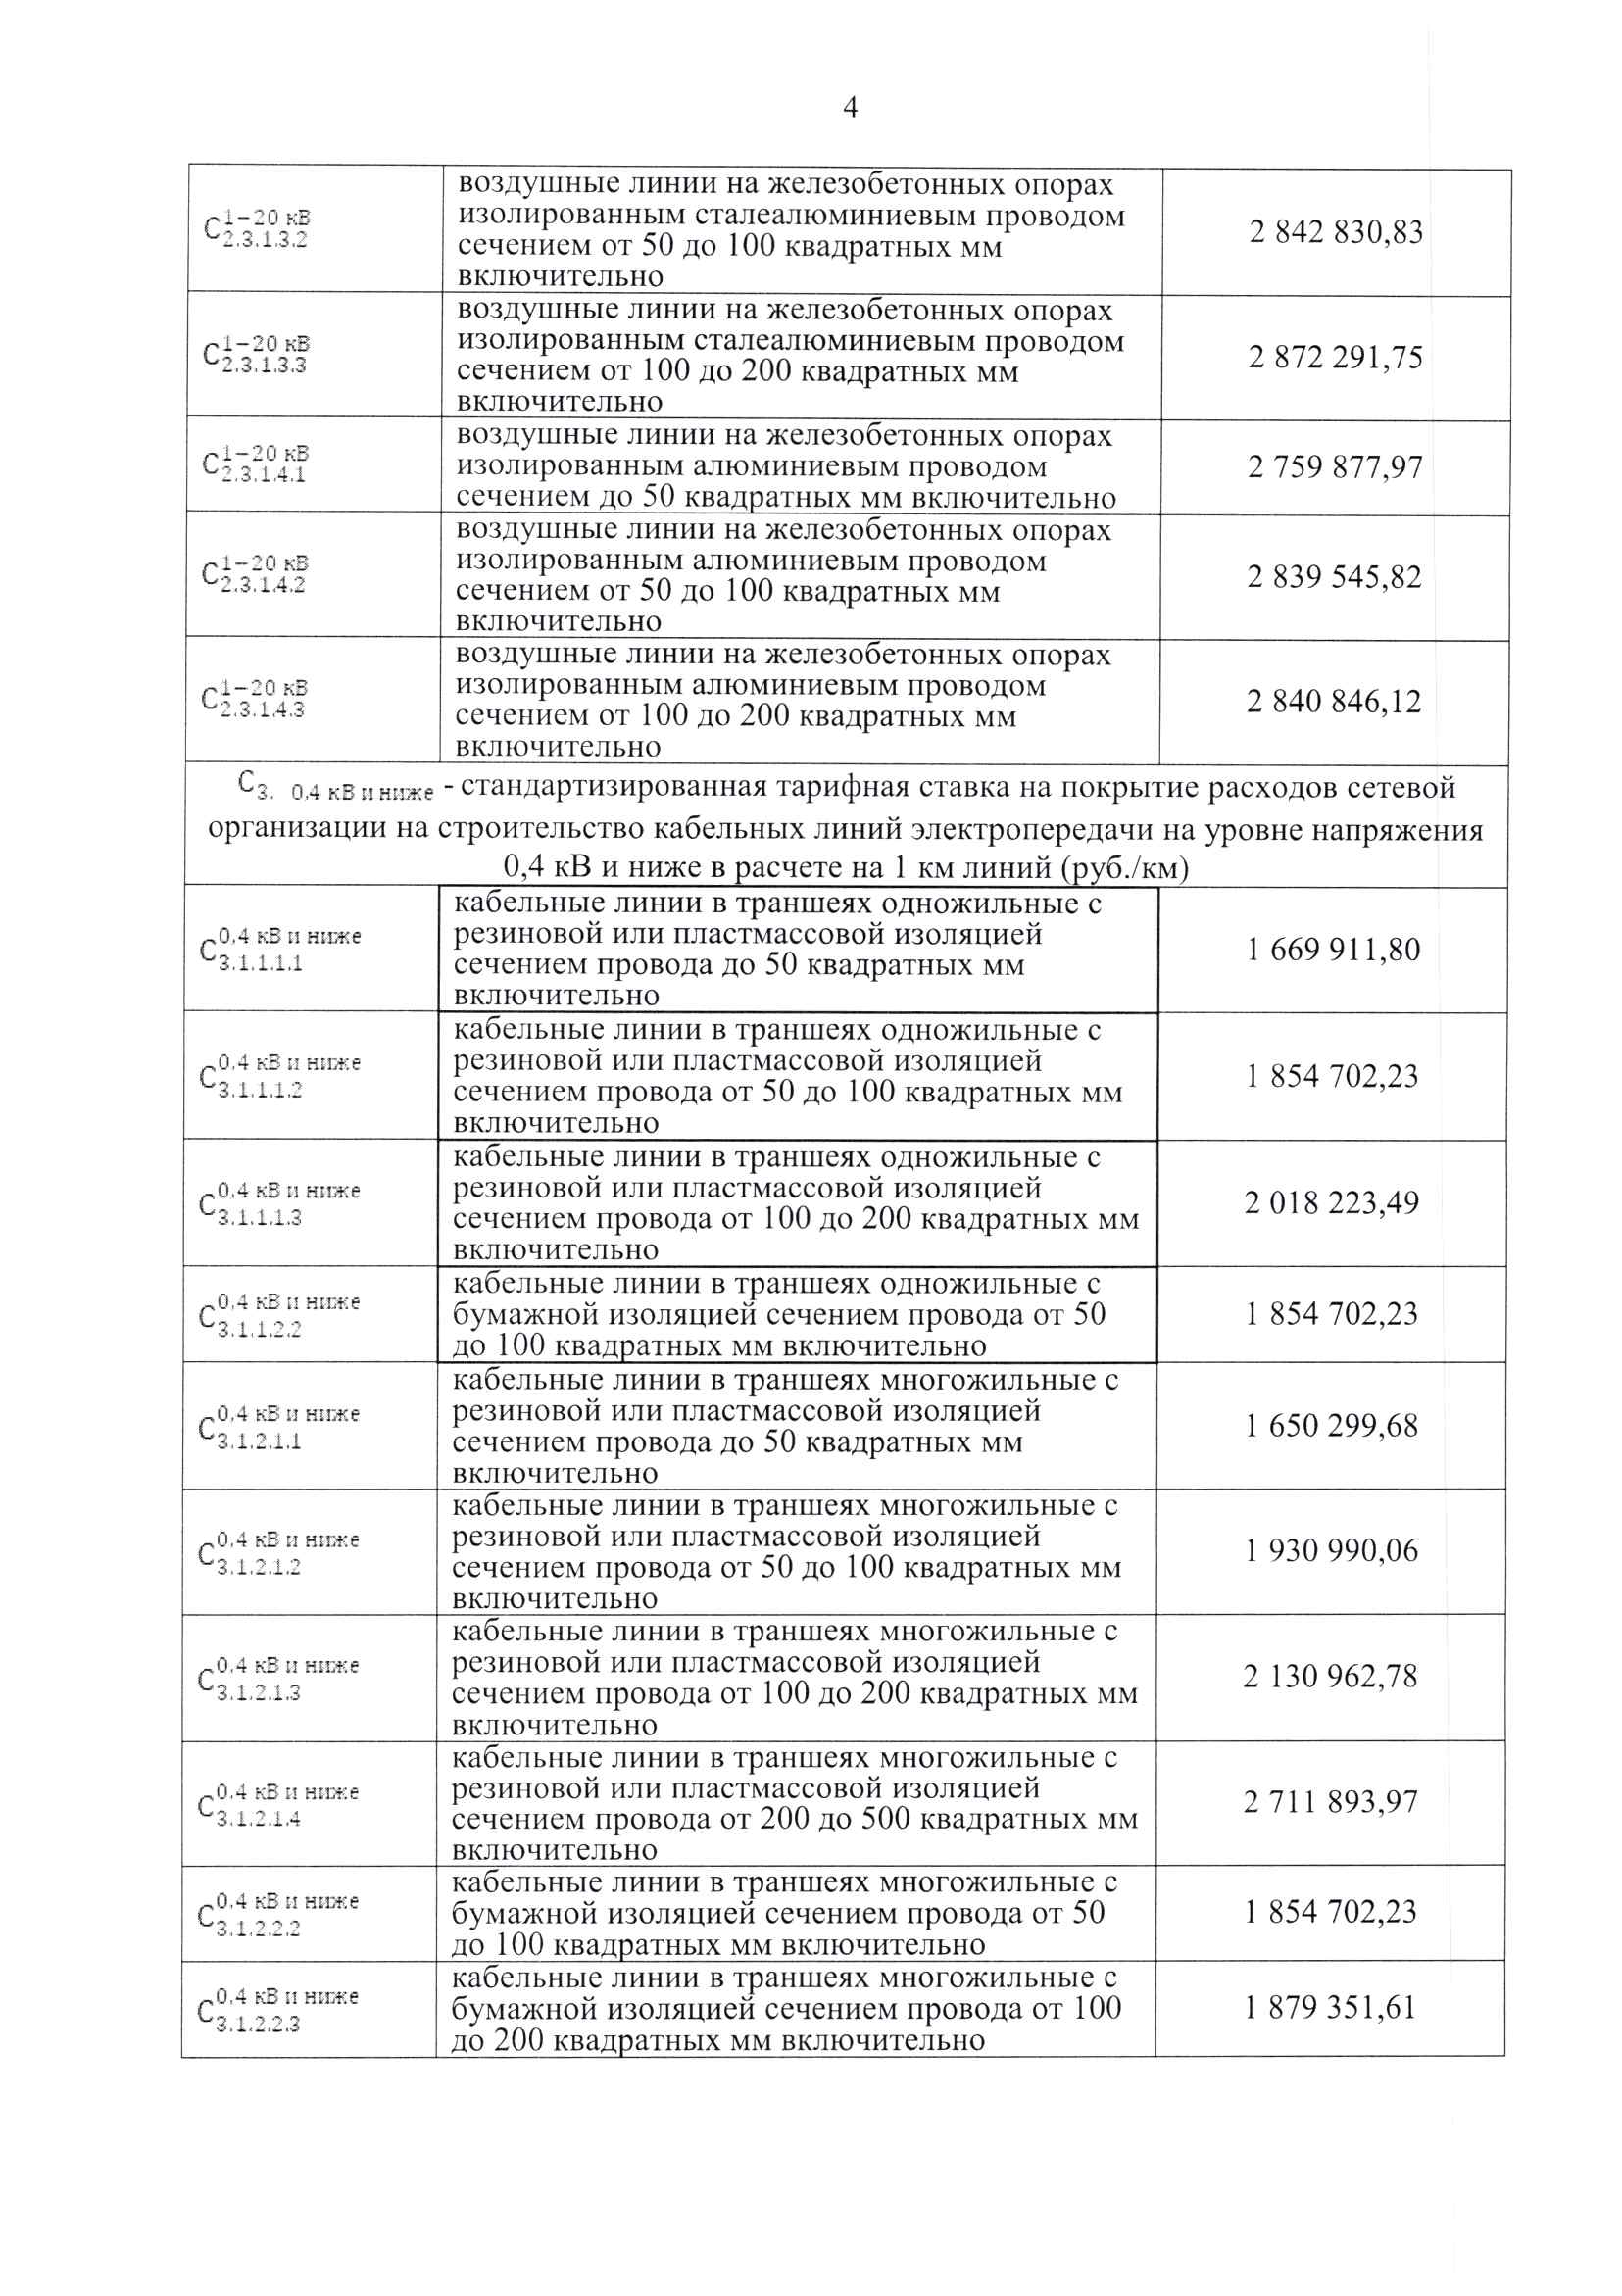 4
C 1−20 кВ 2.3.1.3.2
воздушные линии на железобетонных опорах
изолированным сталеалюминиевым проводом
сечением от 50 до 100 квадратных мм
включительно
2 842 830,83
C 1−20 кВ 2.3.1.3.3
воздушные линии на железобетонных опорах
изолированным сталеалюминиевым проводом
сечением от 100 до 200 квадратных мм
включительно
2 872 291,75
C 1−20 кВ 2.3.1.4.1
воздушные линии на железобетонных опорах
изолированным алюминиевым проводом
сечением до 50 квадратных мм включительно
2 759 877,97
C 1−20 кВ 2.3.1.4.2
воздушные линии на железобетонных опорах
изолированным алюминиевым проводом
сечением от 50 до 100 квадратных мм
включительно
2 839 545,82
C 1−20 кВ 2.3.1.4.3
воздушные линии на железобетонных опорах
изолированным алюминиевым проводом
сечением от 100 до 200 квадратных мм
включительно
2 840 846,12
C 3. 0,4 кВ и ниже - стандартизированная тарифная ставка на покрытие расходов сетевой
организации на строительство кабельных линий электропередачи на уровне напряжения
0,4 кВ и ниже в расчете на 1 км линий (руб./км)
C 0,4 кВ и ниже 3.1.1.1.1
кабельные линии в траншеях одножильные с
резиновой или пластмассовой изоляцией
сечением провода до 50 квадратных мм
включительно
1 669 911,80
C 0,4 кВ и ниже 3.1.1.1.2
кабельные линии в траншеях одножильные с
резиновой или пластмассовой изоляцией
сечением провода от 50 до 100 квадратных мм
включительно
1 854 702,23
C 0,4 кВ и ниже 3.1.1.1.3
кабельные линии в траншеях одножильные с
резиновой или пластмассовой изоляцией
сечением провода от 100 до 200 квадратных мм
включительно
2 018 223,49
C 0,4 кВ и ниже 3.1.1.2.2
кабельные линии в траншеях одножильные с
бумажной изоляцией сечением провода от 50
до 100 квадратных мм включительно
1 854 702,23
C 0,4 кВ и ниже 3.1.2.1.1
кабельные линии в траншеях многожильные с
резиновой или пластмассовой изоляцией
сечением провода до 50 квадратных мм
включительно
1 650 299,68
C 0,4 кВ и ниже 3.1.2.1.2
кабельные линии в траншеях многожильные с
резиновой или пластмассовой изоляцией
сечением провода от 50 до 100 квадратных мм
включительно
1 930 990,06
C 0,4 кВ и ниже 3.1.2.1.3
кабельные линии в траншеях многожильные с
резиновой или пластмассовой изоляцией
сечением провода от 100 до 200 квадратных мм
включительно
2 130 962,78
C 0,4 кВ и ниже 3.1.2.1.4
кабельные линии в траншеях многожильные с
резиновой или пластмассовой изоляцией
сечением провода от 200 до 500 квадратных мм
включительно
2 711 893,97
C 0,4 кВ и ниже 3.1.2.2.2
кабельные линии в траншеях многожильные с
бумажной изоляцией сечением провода от 50
до 100 квадратных мм включительно
1 854 702,23
C 0,4 кВ и ниже 3.1.2.2.3
кабельные линии в траншеях многожильные с
бумажной изоляцией сечением провода от 100
до 200 квадратных мм включительно
1 879 351,61